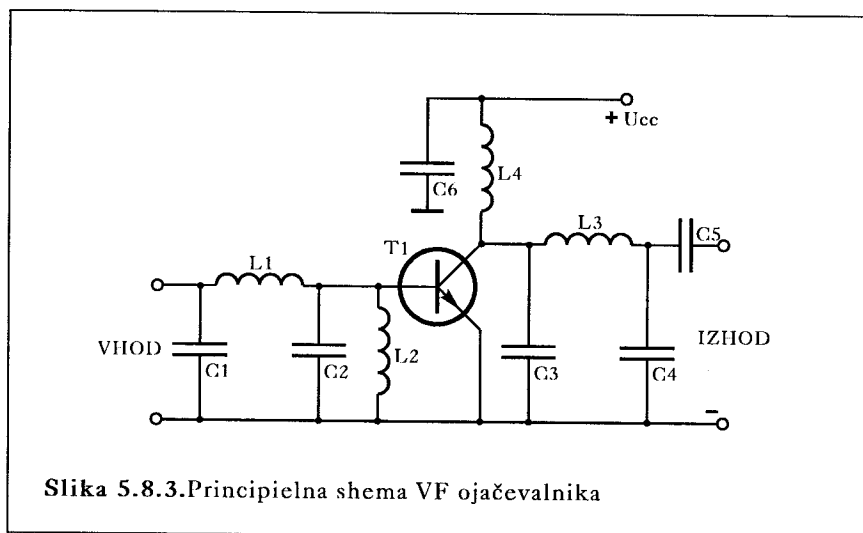 + Ucc
C6
L4
L3
C5
T1
L1
VHOD
C1
C2
L2
C3
C4
IZHOD
-
Slika 5.8.3.Principielna shema VF ojačevalnika